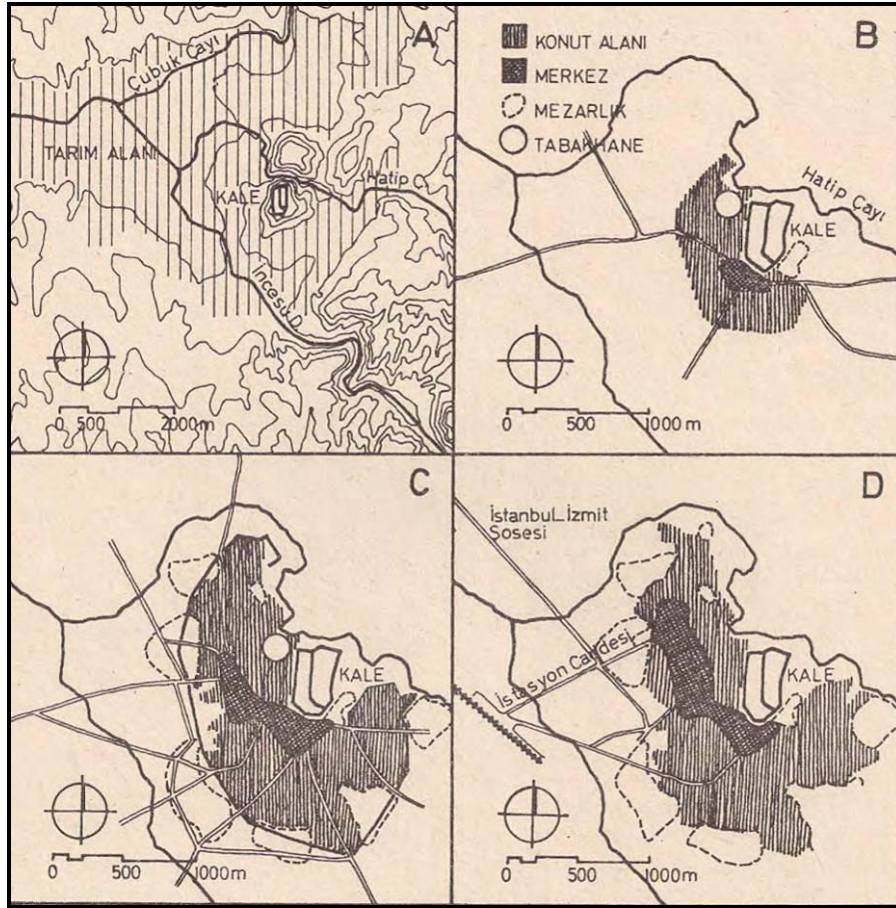 A
Çubuk Çayı
TARIM ALANI
KALE
Hatip Ç.
İncesu D.
0 500 2000m
B
KONUT ALANI
MERKEZ
MEZARLIK
TABAKHANE
Hatip Çayı
KALE
0 500 1000m
C
KALE
0 500 1000m
D
İstanbul_İzmit
Şosesi
İstasyon Caddesi
KALE
0 500 1000m